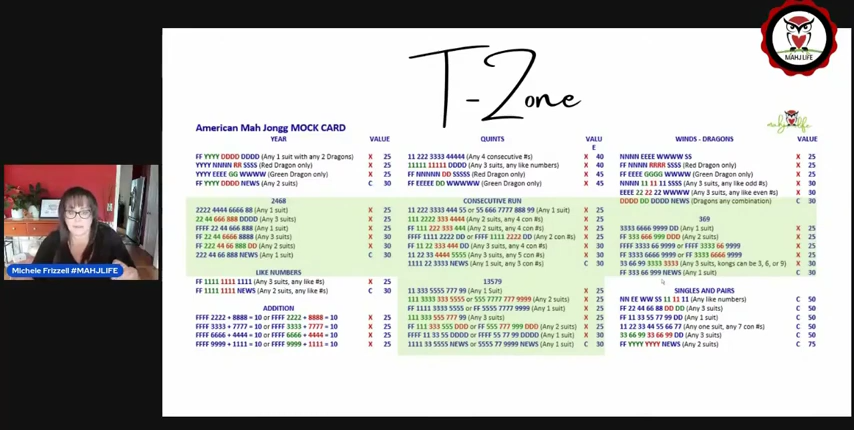 MAHJ LIFE
T-Zone
mahjlife
American Mah Jongg MOCK CARD
YEAR VALUE
FF YYYY DDDD DDDD (Any 1 suit with any 2 Dragons) X 25
YYYY NNNN RR SSSS (Red Dragon only) X 25
YYYY EEEE GG WWWW (Green Dragon only) X 25
FF YYYY DDDD NEWS (Any 2 suits) C 30
2468
2222 4444 6666 88 (Any 1 suit) X 25
22 44 666 888 DDDD (Any 3 suits) X 25
FFFF 22 44 666 888 (Any 1 suit) X 25
FF 22 44 6666 8888 (Any 3 suits) X 30
FF 222 44 66 888 DD (Any 2 suits) X 30
222 44 66 888 NEWS (Any 1 suit) C 30
LIKE NUMBERS
FF 1111 1111 1111 (Any 3 suits, any like #s) X 25
FF 1111 1111 NEWS (Any 2 suits, any like #s) C 30
ADDITION
FFFF 2222 + 8888 = 10 or FFFF 2222 + 8888 = 10 X 25
FFFF 3333 + 7777 = 10 or FFFF 3333 + 7777 = 10 X 25
FFFF 6666 + 4444 = 10 or FFFF 6666 + 4444 = 10 X 25
FFFF 9999 + 1111 = 10 or FFFF 9999 + 1111 = 10 X 25
QUINTS VALU
E
11 222 3333 44444 (Any 4 consecutive #s) X 40
11111 11111 DDDD (Any 3 suits, any like numbers) X 40
FF NNNNN DD SSSSS (Red Dragon only) X 45
FF EEEEE DD WWWWW (Green Dragon only) X 45
CONSECUTIVE RUN
11 222 3333 444 55 or 55 666 7777 888 99 (Any 1 suit) X 25
111 2222 333 4444 (Any 2 suits, any 4 con #s) X 25
FF 111 222 333 444 (Any 2 suits, any 4 con #s) X 25
FFFF 1111 2222 DD or FFFF 1111 2222 DD (Any 2 con #s) X 25
FF 11 22 333 444 DD (Any 3 suits, any 4 con #s) X 30
11 22 33 4444 5555 (Any 3 suits, any 5 con #s) X 30
1111 22 3333 NEWS (Any 1 suit, any 3 con #s) C 30
13579
11 333 5555 777 99 (Any 1 Suit) X 25
111 3333 333 5555 or 555 7777 777 9999 (Any 2 suits) X 25
FF 1111 3333 5555 or FF 5555 7777 9999 (Any 1 suit) X 25
111 333 555 777 99 (Any 3 suits) X 25
FF 111 333 555 DDD or FF 555 777 999 DDD (Any 2 suits) X 25
FFFF 11 33 55 DDDD or FFFF 55 77 99 DDDD (Any 1 suit) X 30
1111 33 5555 NEWS or 5555 77 9999 NEWS (Any 1 suit) C 30
WINDS - DRAGONS VALUE
NNNN EEEE WWWW SS X 25
FF NNNN RRRR SSSS (Red Dragon only) X 25
FF EEEE GGGG WWWW (Green Dragon only) X 25
NNNN 11 11 11 SSSS (Any 3 suits, any like odd #s) X 30
EEEE 22 22 22 WWWW (Any 3 suits, any like even #s) X 30
DDDD DD DDDD NEWS (Dragons any combination) C 30
369
3333 6666 9999 DD (Any 1 suit) X 25
FF 333 666 999 DDD (Any 2 suits) X 25
FFFF 3333 66 9999 or FFFF 3333 66 9999 X 25
FF 3333 6666 9999 or FF 3333 6666 9999 X 25
33 66 99 3333 3333 (Any 3 suits, kongs can be 3, 6, or 9) X 30
FF 333 66 999 NEWS (Any 1 suit) C 30
SINGLES AND PAIRS
NN EE WW SS 11 11 11 (Any like numbers) C 50
FF 22 44 66 88 DD DD (Any 3 suits) C 50
FF 11 33 55 77 99 DD (Any 1 suit) C 50
11 22 33 44 55 66 77 (Any one suit, any 7 con #s) C 50
33 66 99 33 66 99 DD (Any 3 suits) C 50
FF YYYY YYYY NEWS (Any 2 suits) C 75
Michele Frizzell #MAHJLIFE